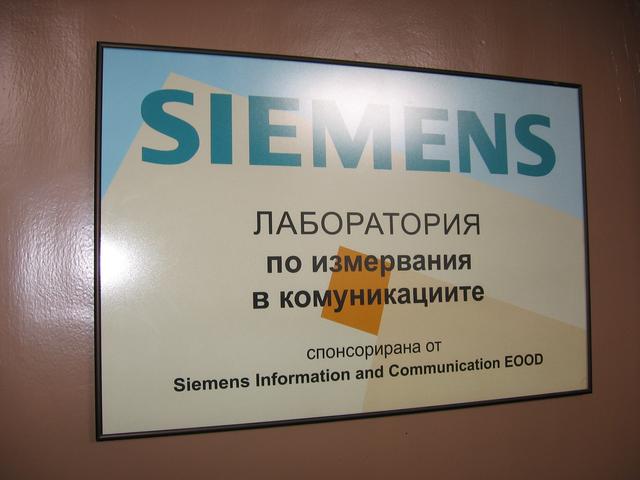 SIEMENS
ЛАБОРАТОРИЯ
по измервания
в комуникациите
спонсорирана от
Siemens Information and Communication EOOD